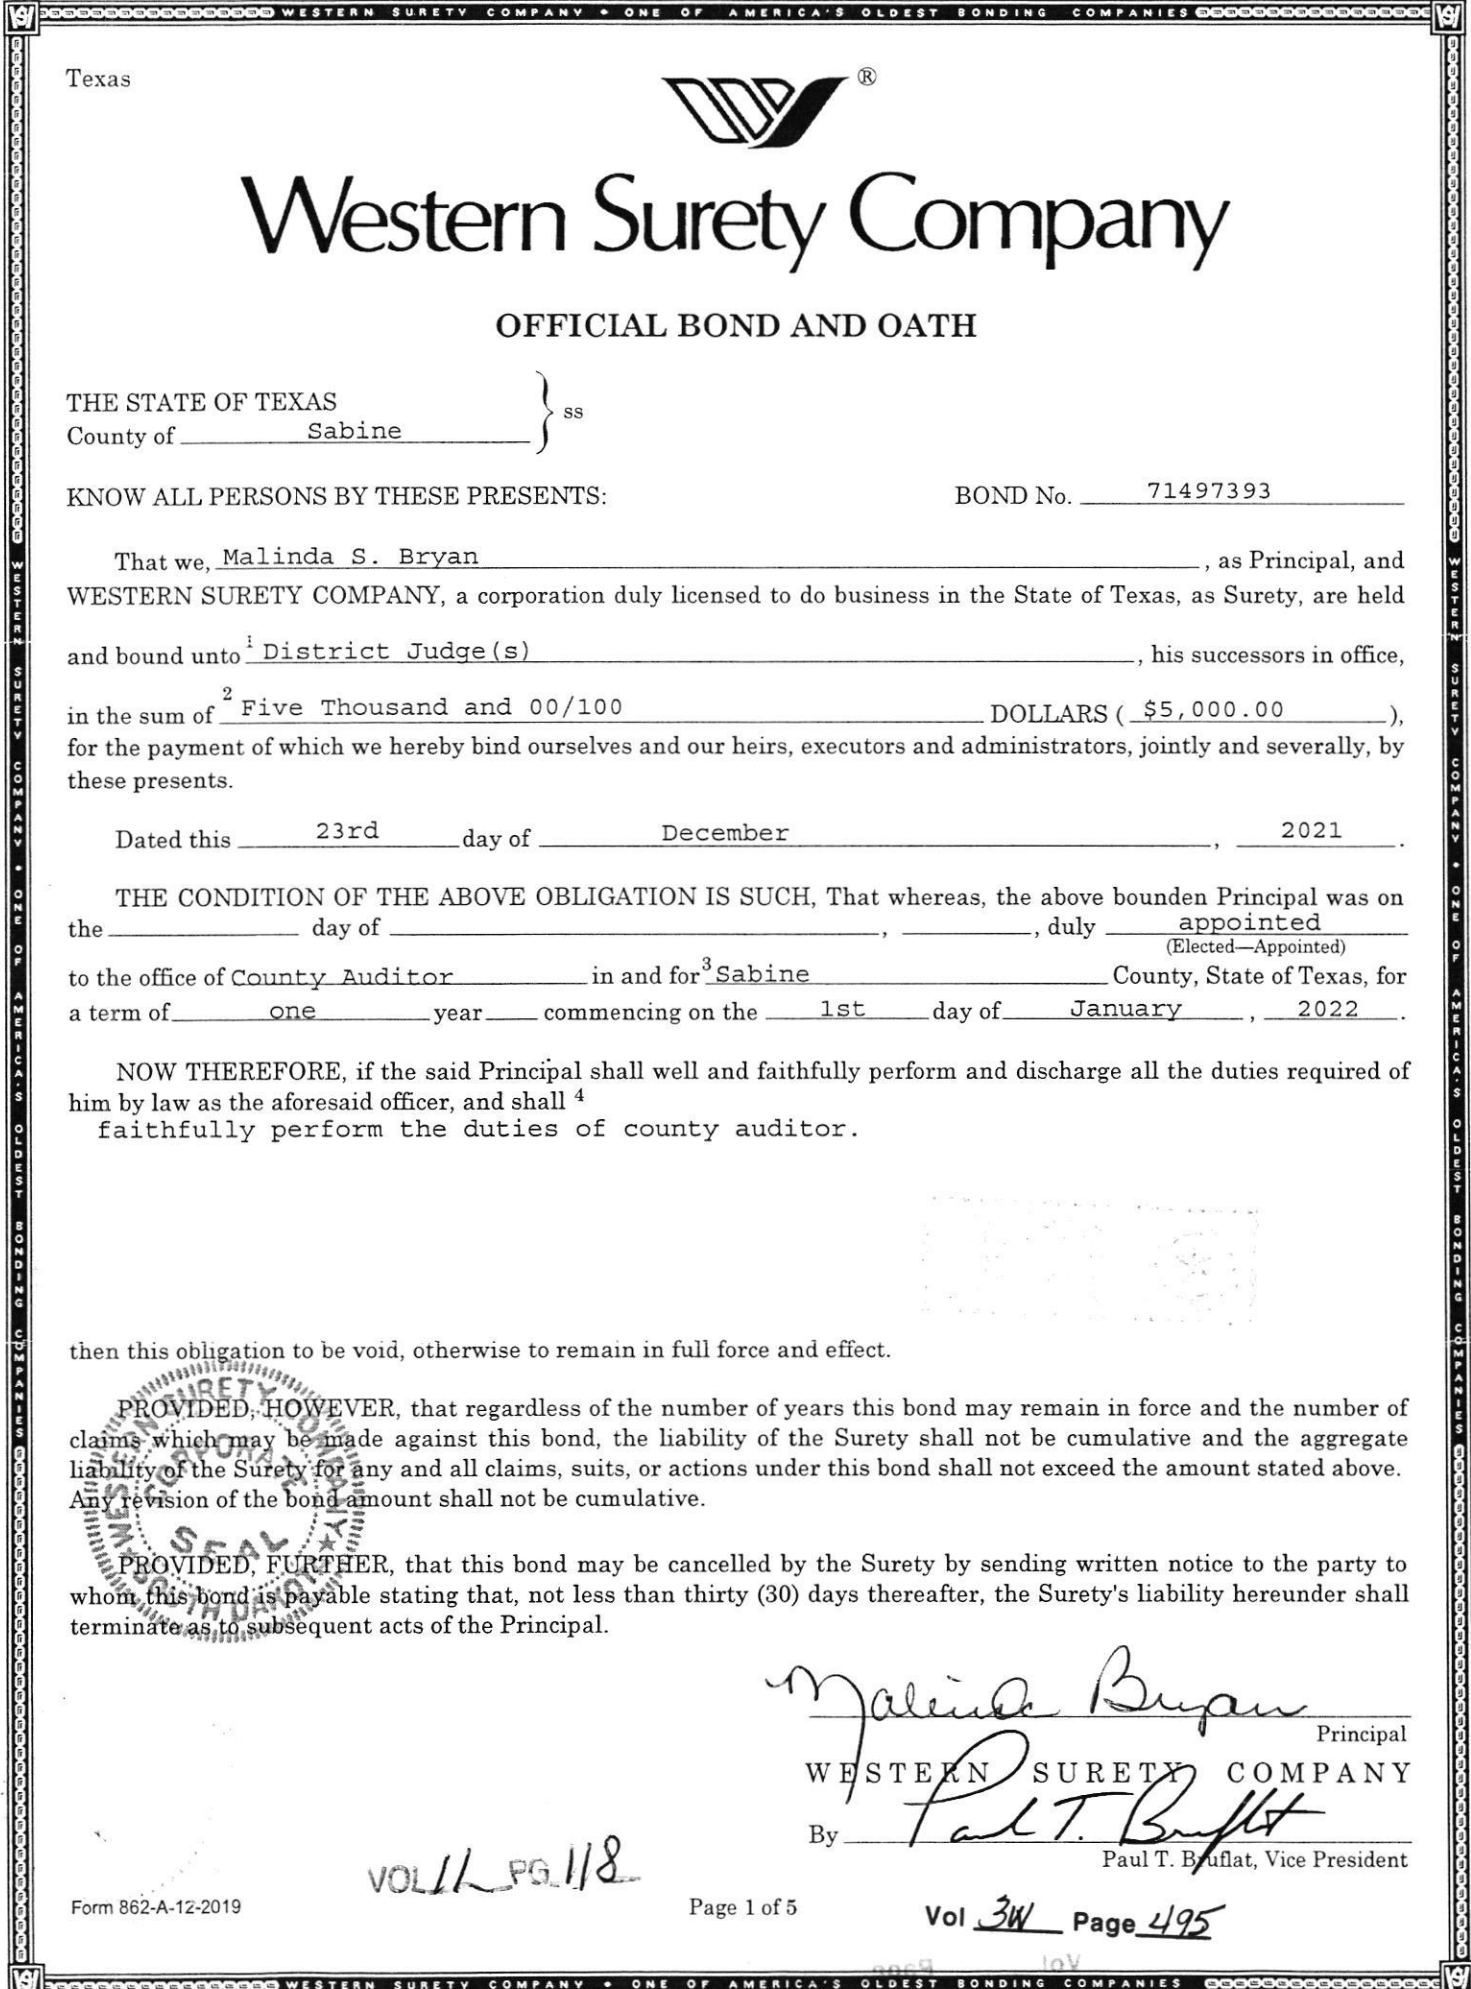 WESTERN SURETY COMPANY • ONE OF AMERICA'S OLDEST BONDING COMPANIES
Texas
®
Western Surety Company
OFFICIAL BOND AND OATH
THE STATE OF TEXAS
County of Sabine } ss
KNOW ALL PERSONS BY THESE PRESENTS: BOND No. 71497393
That we, Malinda S. Bryan, as Principal, and
WESTERN SURETY COMPANY, a corporation duly licensed to do business in the State of Texas, as Surety, are held
and bound unto 1 District Judge(s), his successors in office,
in the sum of 2 Five Thousand and 00/100 DOLLARS ( $5,000.00 ),
for the payment of which we hereby bind ourselves and our heirs, executors and administrators, jointly and severally, by
these presents.
Dated this 23rd day of December, 2021.
THE CONDITION OF THE ABOVE OBLIGATION IS SUCH, That whereas, the above bounden Principal was on
the ____ day of ____, ____, duly appointed
(Elected—Appointed)
to the office of County Auditor in and for 3 Sabine County, State of Texas, for
a term of one year____ commencing on the 1st day of January, 2022.
NOW THEREFORE, if the said Principal shall well and faithfully perform and discharge all the duties required of
him by law as the aforesaid officer, and shall 4
faithfully perform the duties of county auditor.
then this obligation to be void, otherwise to remain in full force and effect.
PROVIDED, HOWEVER, that regardless of the number of years this bond may remain in force and the number of
claims which may be made against this bond, the liability of the Surety shall not be cumulative and the aggregate
liability of the Surety for any and all claims, suits, or actions under this bond shall not exceed the amount stated above.
Any revision of the bond amount shall not be cumulative.
WESTERN SURETY COMPANY
CORPORATE
SEAL
SOUTH DAKOTA
PROVIDED, FURTHER, that this bond may be cancelled by the Surety by sending written notice to the party to
whom this bond is payable stating that, not less than thirty (30) days thereafter, the Surety's liability hereunder shall
terminate as to subsequent acts of the Principal.
Malinda Bryan
Principal
WESTERN SURETY COMPANY
By Paul T. Bruflat
Paul T. Bruflat, Vice President
VOL PG 118
Form 862-A-12-2019
Page 1 of 5
Vol 3W Page 495
WESTERN SURETY COMPANY • ONE OF AMERICA'S OLDEST BONDING COMPANIES